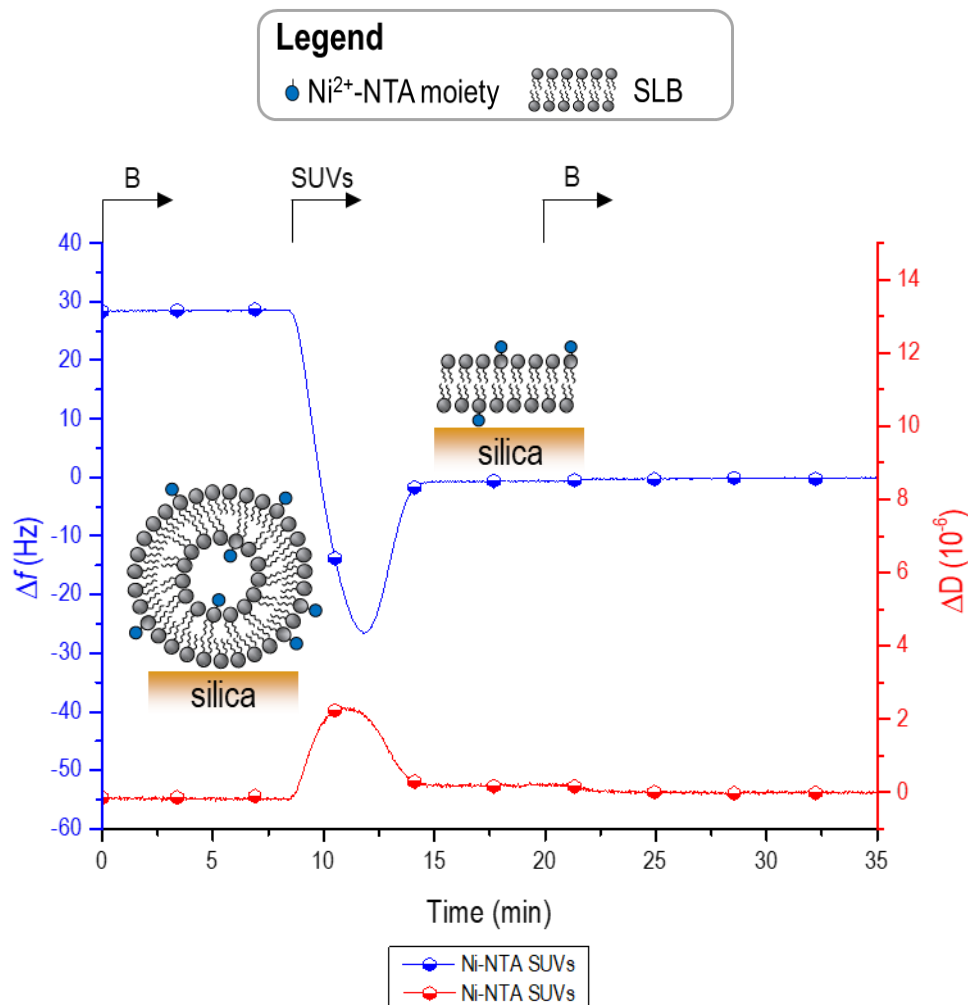 Legend
Ni²⁺-NTA moiety
SLB
B
SUVs
B
40
30
20
10
0
-10
-20
-30
-40
-50
-60
Δf (Hz)
14
12
10
8
6
4
2
0
ΔD (10⁻⁶)
silica
silica
0
5
10
15
20
25
30
35
Time (min)
Ni-NTA SUVs
Ni-NTA SUVs